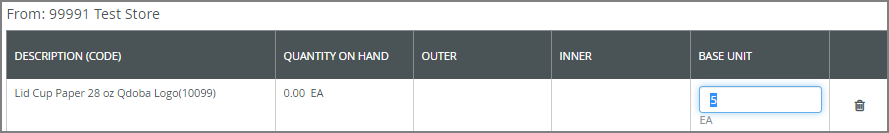 From: 99991 Test Store
DESCRIPTION (CODE) QUANTITY ON HAND OUTER INNER BASE UNIT
Lid Cup Paper 28 oz Qdoba Logo(10099) 0.00 EA 5
EA